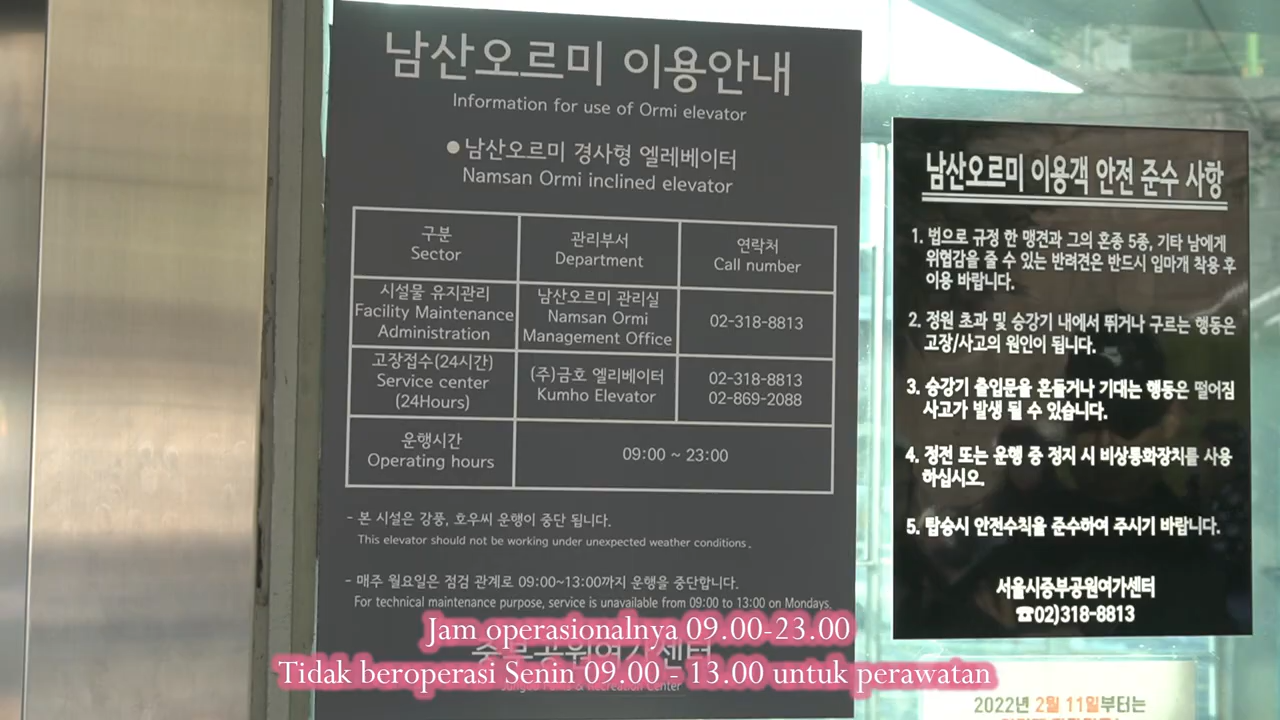 남산오르미 이용안내
Information for use of Ormi elevator
●남산오르미 경사형 엘레베이터
Namsan Ormi inclined elevator
구분
Sector
관리부서
Department
연락처
Call number
시설물 유지관리
Facility Maintenance
Administration
남산오르미 관리실
Namsan Ormi
Management Office
02-318-8813
고장접수(24시간)
Service center
(24Hours)
(주)금호 엘리베이터
Kumho Elevator
02-318-8813
02-869-2088
운행시간
Operating hours
09:00 ~ 23:00
- 본 시설은 강풍, 호우씨 운행이 중단 됩니다.
This elevator should not be working under unexpected weather conditions.
- 매주 월요일은 점검 관계로 09:00~13:00까지 운행을 중단합니다.
For technical maintenance purpose, service is unavailable from 09:00 to 13:00 on Mondays.
중부공원여가센터
& Recreation Center
남산오르미 이용객 안전 준수 사항
1. 법으로 규정 한 맹견과 그의 혼종 5종, 기타 남에게
위협감을 줄 수 있는 반려견은 반드시 입마개 착용 후
이용 바랍니다.
2. 정원 초과 및 승강기 내에서 뛰거나 구르는 행동은
고장/사고의 원인이 됩니다.
3. 승강기 출입문을 흔들거나 기대는 행동은 떨어짐
사고가 발생 될 수 있습니다.
4. 정전 또는 운행 중 정지 시 비상통화장치를 사용
하십시오.
5. 탑승시 안전수칙을 준수하여 주시기 바랍니다.
서울시중부공원여가센터
☎02)318-8813
2022년 2월 11일부터는
Jam operasionalnya 09.00-23.00
Tidak beroperasi Senin 09.00 - 13.00 untuk perawatan